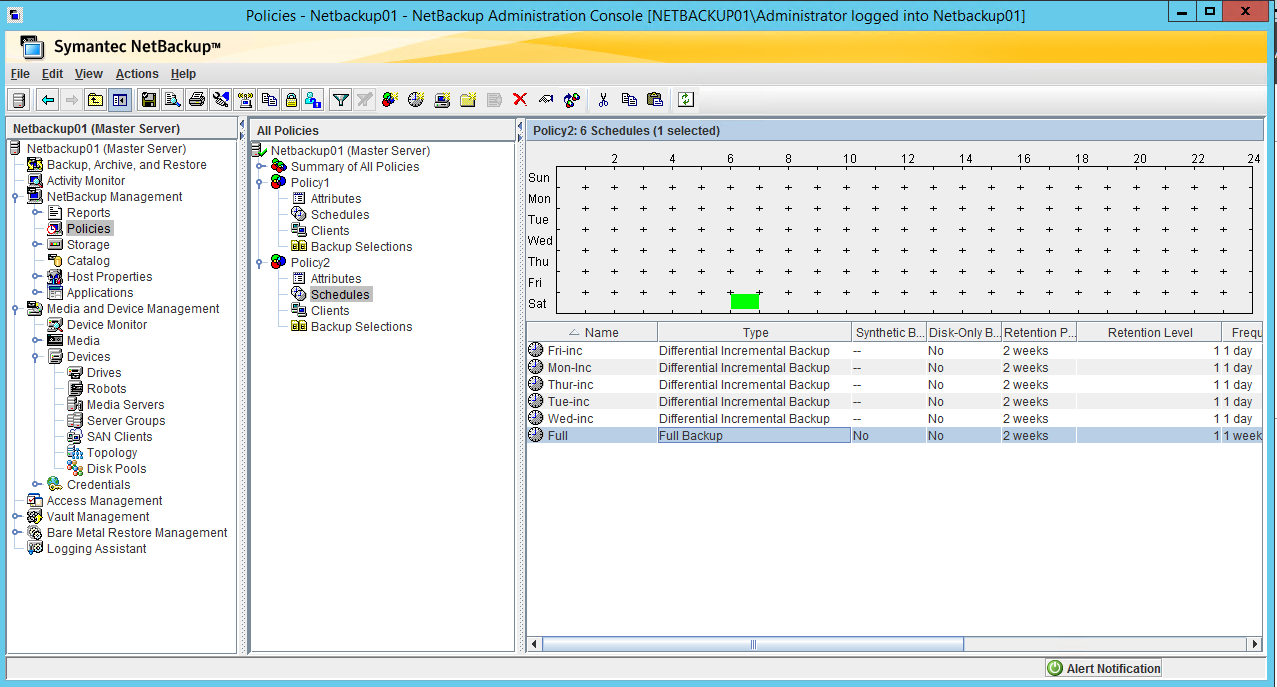 Policies - Netbackup01 - NetBackup Administration Console [NETBACKUP01\Administrator logged into Netbackup01]
Symantec NetBackup™
File Edit View Actions Help
Netbackup01 (Master Server)
Netbackup01 (Master Server)
Backup, Archive, and Restore
Activity Monitor
NetBackup Management
Reports
Policies
Storage
Catalog
Host Properties
Applications
Media and Device Management
Device Monitor
Media
Devices
Drives
Robots
Media Servers
Server Groups
SAN Clients
Topology
Disk Pools
Credentials
Access Management
Vault Management
Bare Metal Restore Management
Logging Assistant
All Policies
Netbackup01 (Master Server)
Summary of All Policies
Policy1
Attributes
Schedules
Clients
Backup Selections
Policy2
Attributes
Schedules
Clients
Backup Selections
Policy2: 6 Schedules (1 selected)
2 4 6 8 10 12 14 16 18 20 22 24
Sun
Mon
Tue
Wed
Thu
Fri
Sat
Name Type Synthetic B... Disk-Only B... Retention P... Retention Level Frequ
Fri-inc Differential Incremental Backup -- No 2 weeks 1 1 day
Mon-Inc Differential Incremental Backup -- No 2 weeks 1 1 day
Thur-inc Differential Incremental Backup -- No 2 weeks 1 1 day
Tue-inc Differential Incremental Backup -- No 2 weeks 1 1 day
Wed-inc Differential Incremental Backup -- No 2 weeks 1 1 day
Full Full Backup No No 2 weeks 1 1 week
Alert Notification